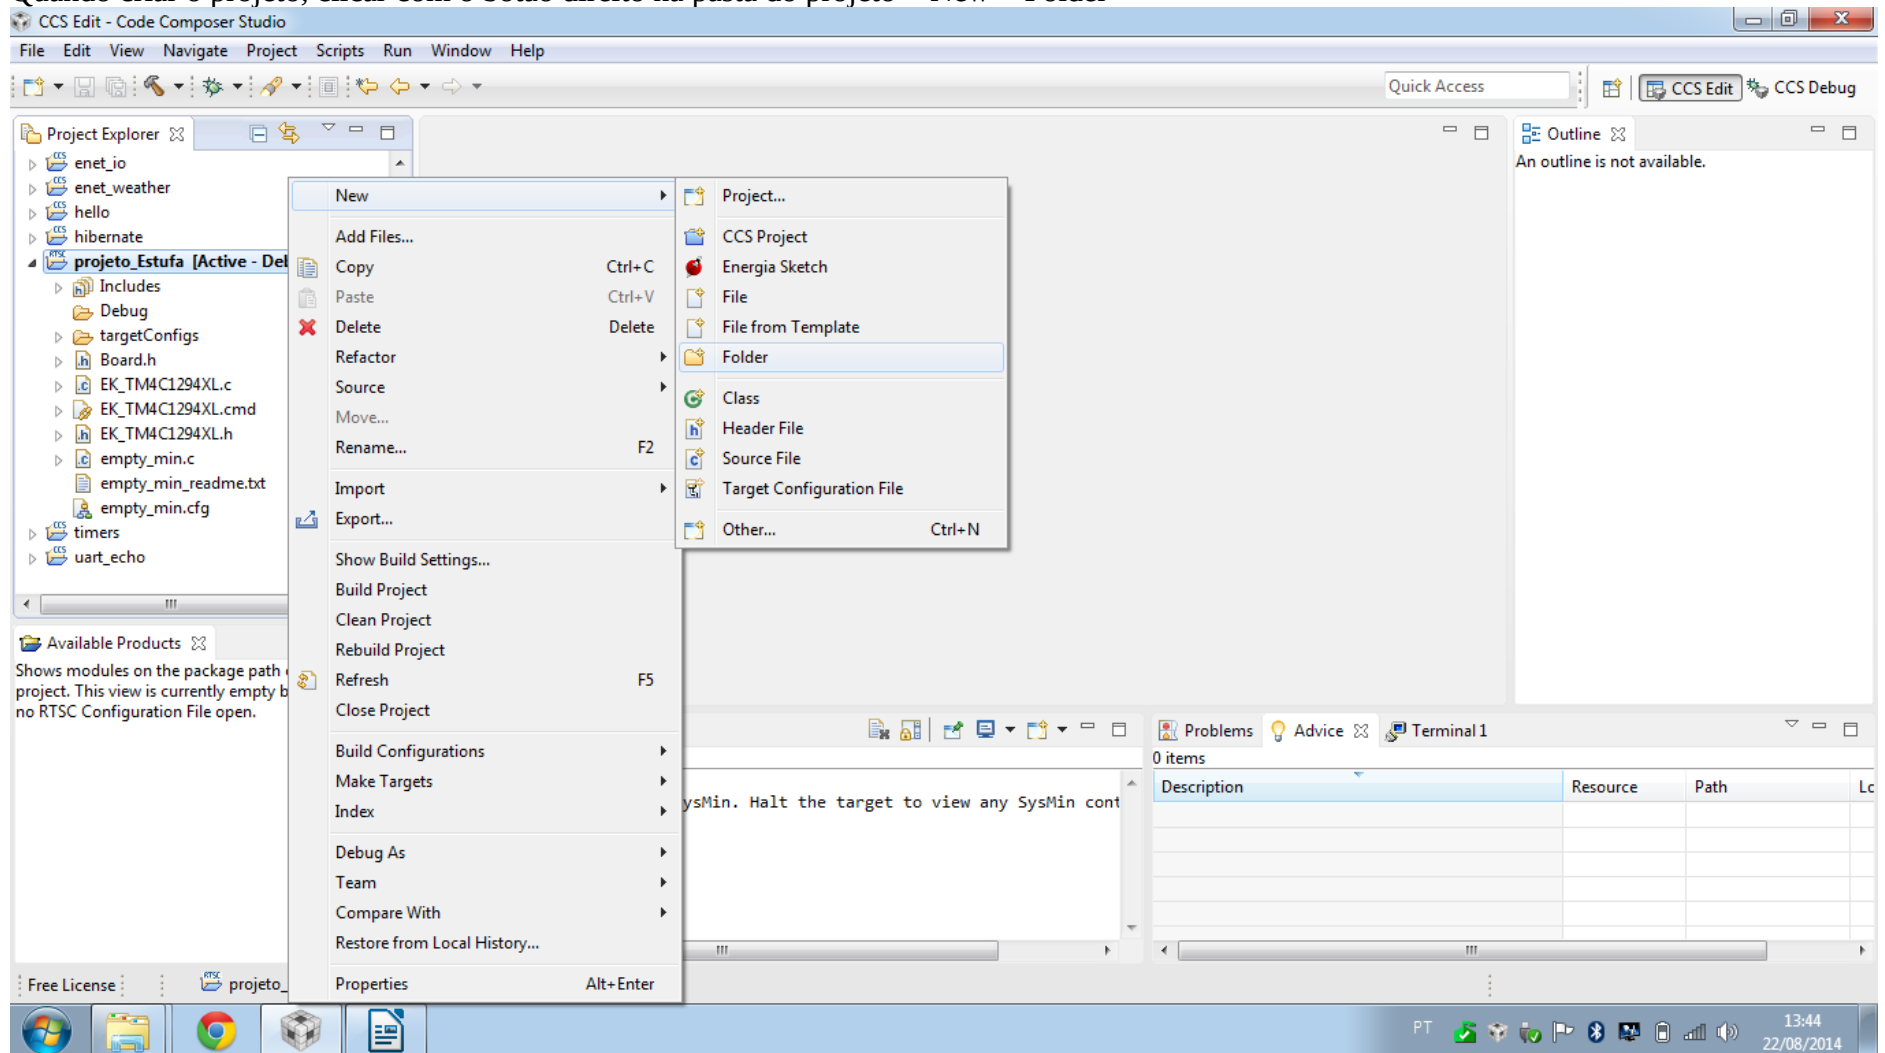 CCS Edit - Code Composer Studio
File Edit View Navigate Project Scripts Run Window Help
Quick Access
CCS Edit
CCS Debug
Project Explorer
enet_io
enet_weather
hello
hibernate
projeto_Estufa [Active - Deb
Includes
Debug
targetConfigs
Board.h
EK_TM4C1294XL.c
EK_TM4C1294XL.cmd
EK_TM4C1294XL.h
empty_min.c
empty_min_readme.txt
empty_min.cfg
timers
uart_echo
New
Add Files...
Copy Ctrl+C
Paste Ctrl+V
Delete Delete
Refactor
Source
Move...
Rename... F2
Import
Export...
Show Build Settings...
Build Project
Clean Project
Rebuild Project
Refresh F5
Close Project
Build Configurations
Make Targets
Index
Debug As
Team
Compare With
Restore from Local History...
Properties Alt+Enter
Project...
CCS Project
Energia Sketch
File
File from Template
Folder
Class
Header File
Source File
Target Configuration File
Other... Ctrl+N
Outline
An outline is not available.
Available Products
Shows modules on the package path
project. This view is currently empty b
no RTSC Configuration File open.
ysMin. Halt the target to view any SysMin cont
Problems Advice Terminal 1
0 items
Description Resource Path Lc
Free License
projeto_
PT
13:44
22/08/2014